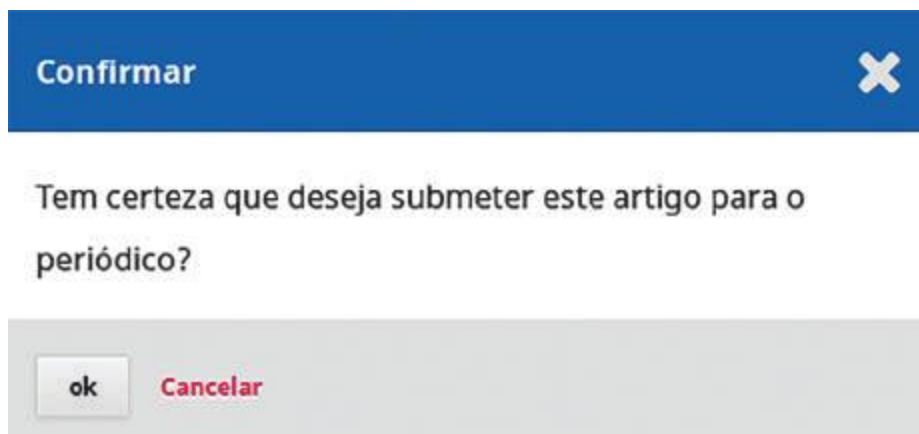 Confirmar
Tem certeza que deseja submeter este artigo para o
periódico?
ok Cancelar